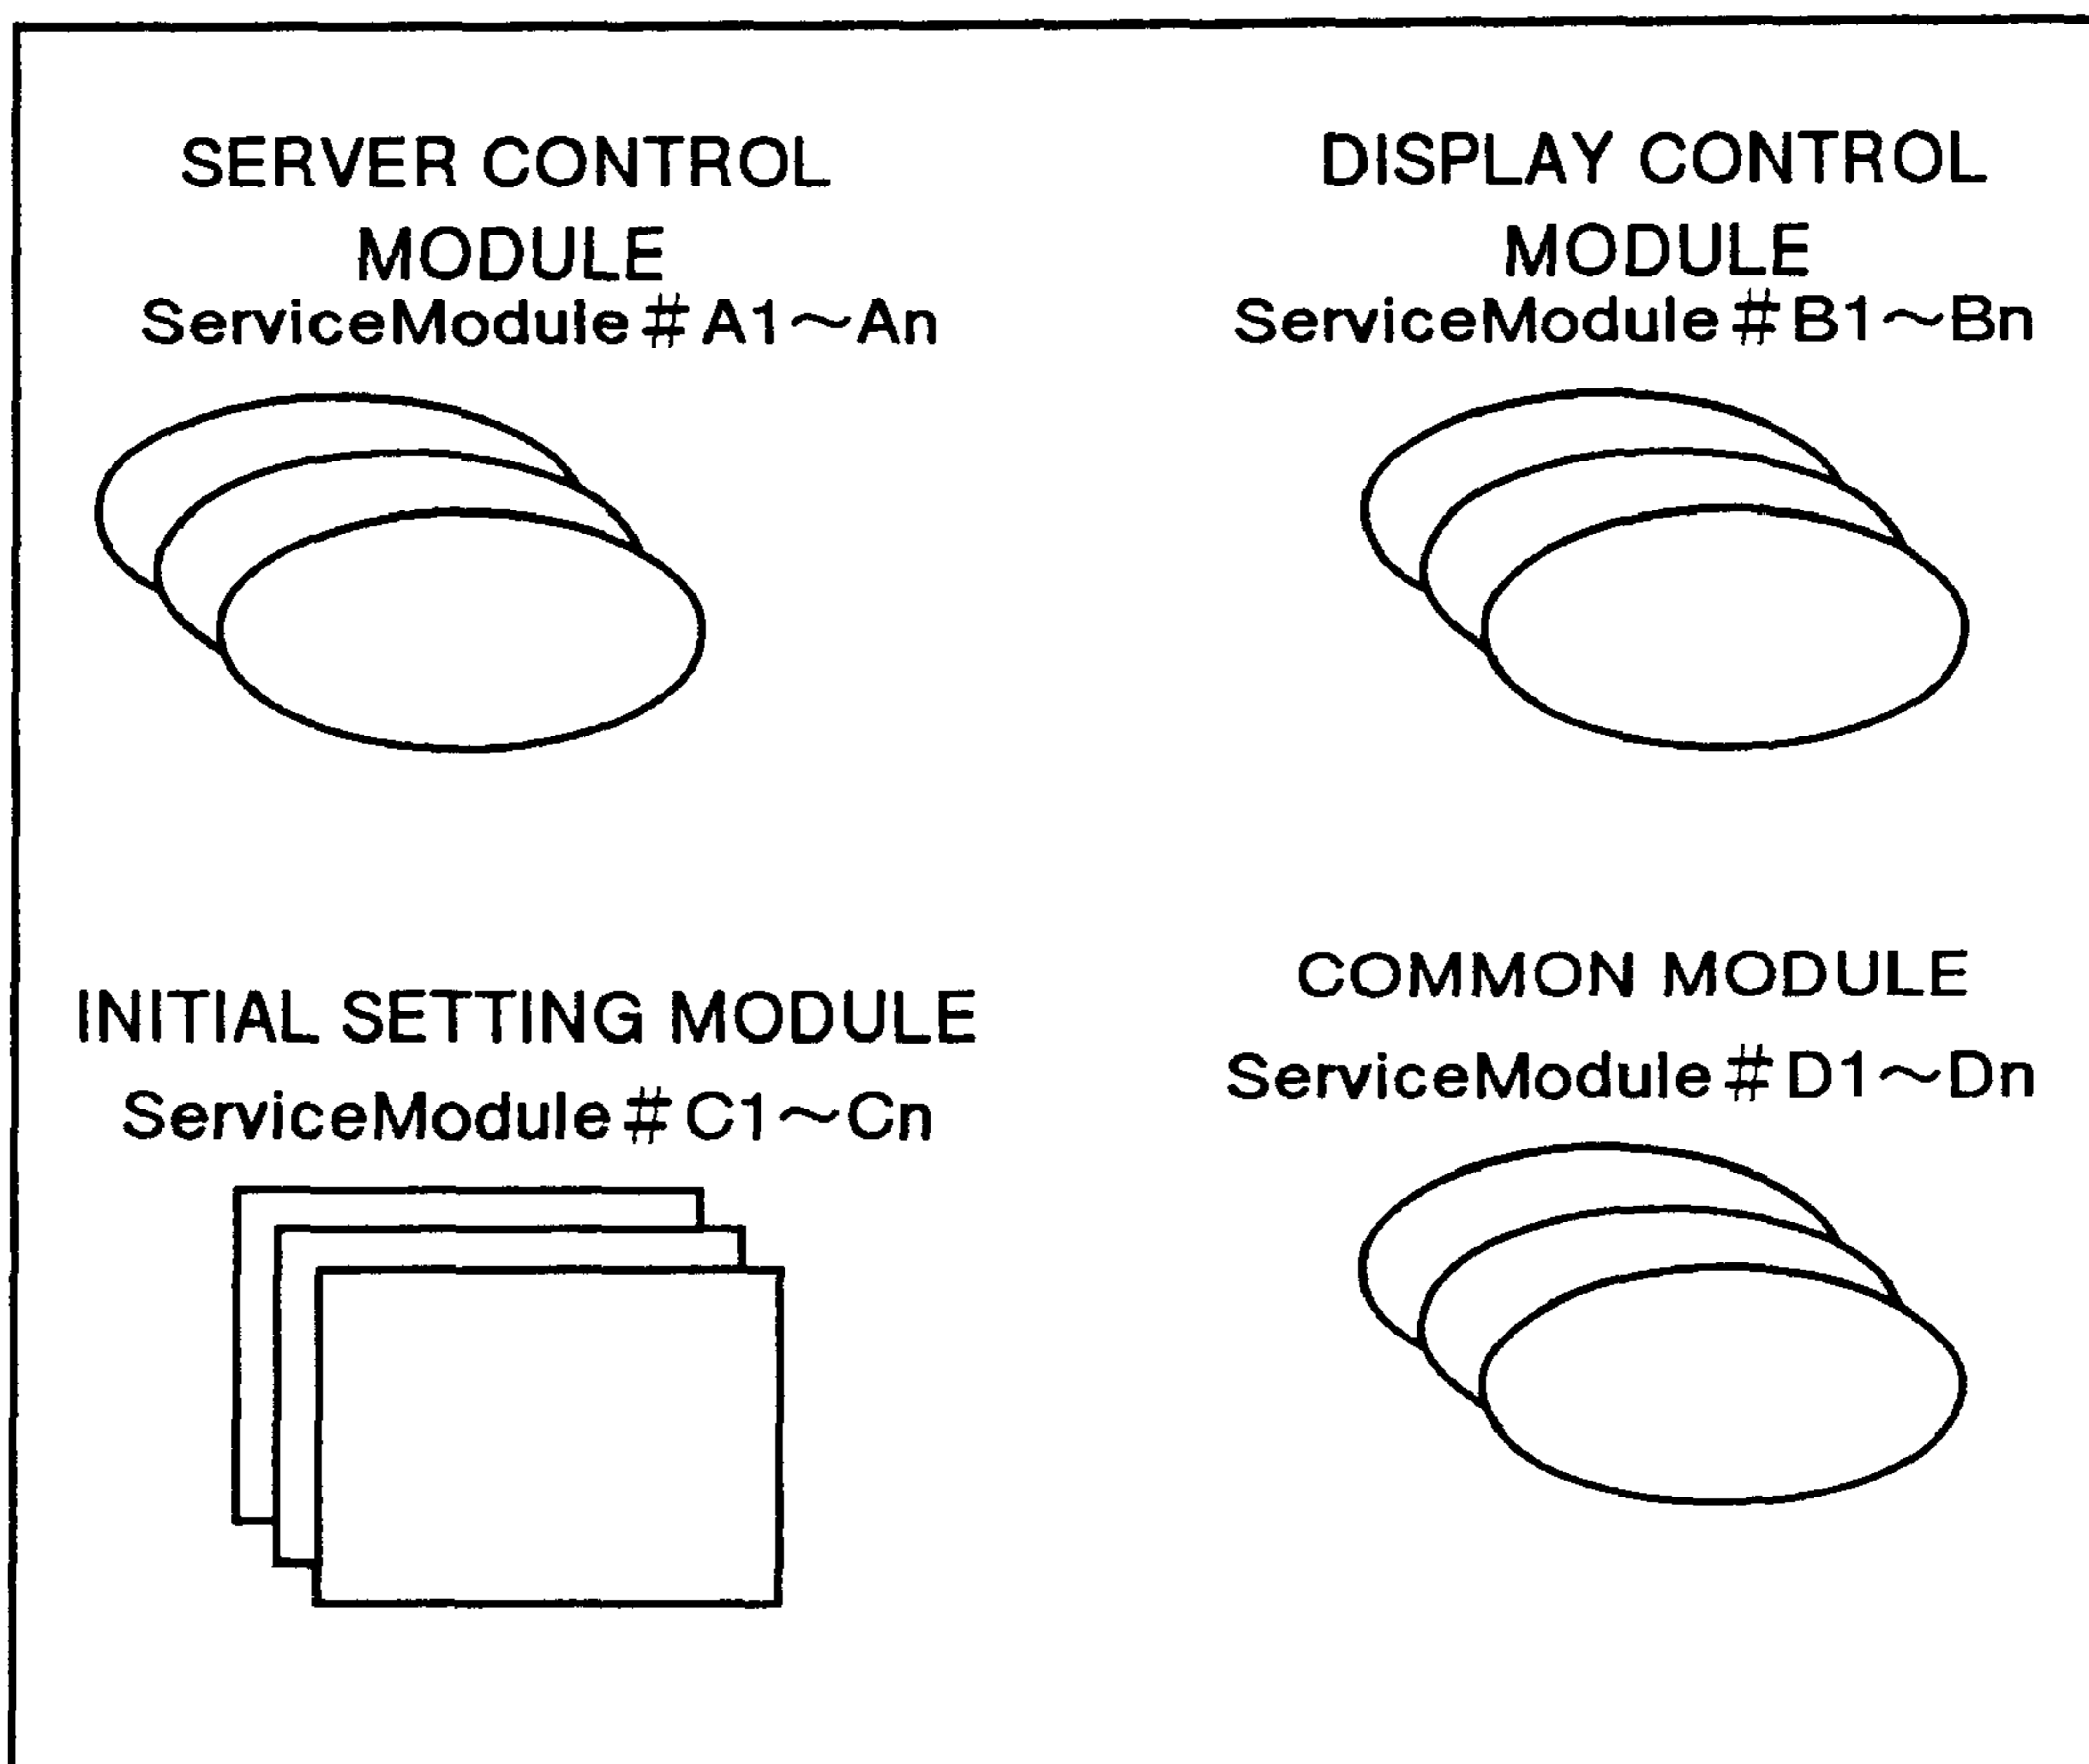 SERVER CONTROL
MODULE
ServiceModule#A1~An
DISPLAY CONTROL
MODULE
ServiceModule#B1~Bn
INITIAL SETTING MODULE
ServiceModule#C1~Cn
COMMON MODULE
ServiceModule#D1~Dn